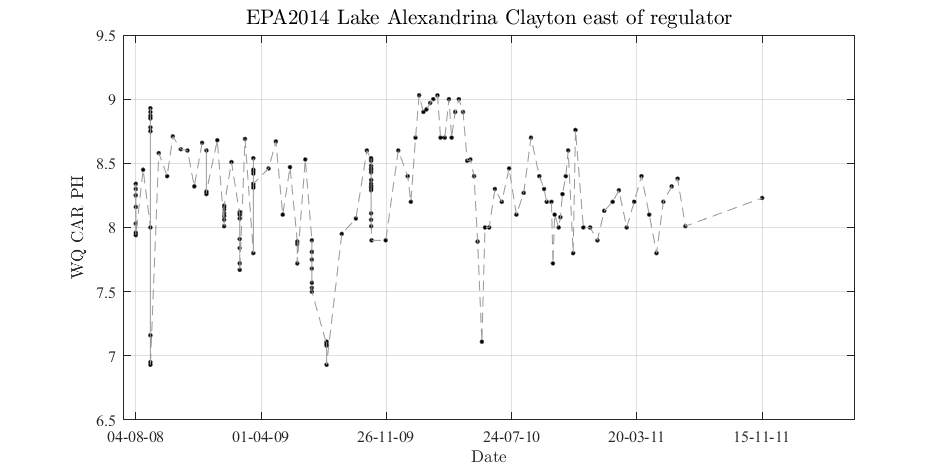 EPA2014 Lake Alexandrina Clayton east of regulator
9.5
9
8.5
8
7.5
7
6.5
WQ CAR PH
04-08-08 01-04-09 26-11-09 24-07-10 20-03-11 15-11-11
Date